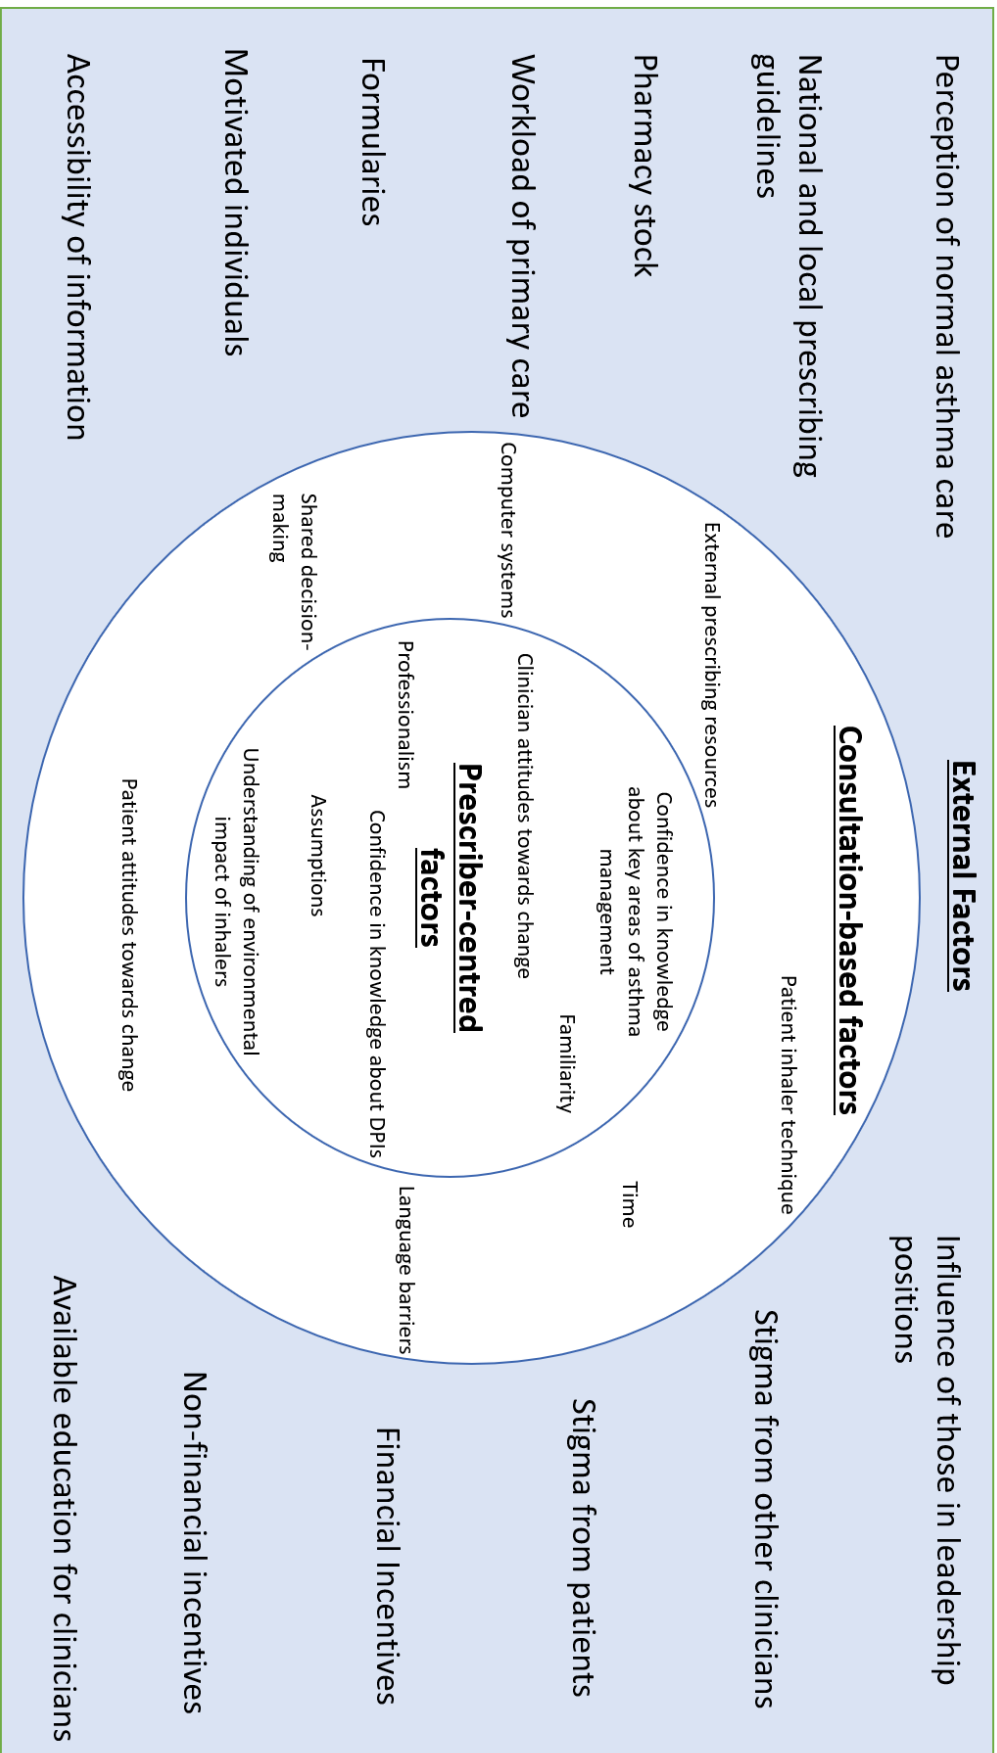 External Factors
Perception of normal asthma care
National and local prescribing
guidelines
Pharmacy stock
Workload of primary care
Formularies
Motivated individuals
Accessibility of information
Influence of those in leadership
positions
Stigma from other clinicians
Stigma from patients
Financial Incentives
Non-financial incentives
Available education for clinicians
Consultation-based factors
Patient inhaler technique
External prescribing resources
Time
Computer systems
Language barriers
Shared decision-
making
Patient attitudes towards change
Confidence in knowledge
about key areas of asthma
management
Familiarity
Clinician attitudes towards change
Prescriber-centred
factors
Professionalism
Confidence in knowledge about DPIs
Assumptions
Understanding of environmental
impact of inhalers